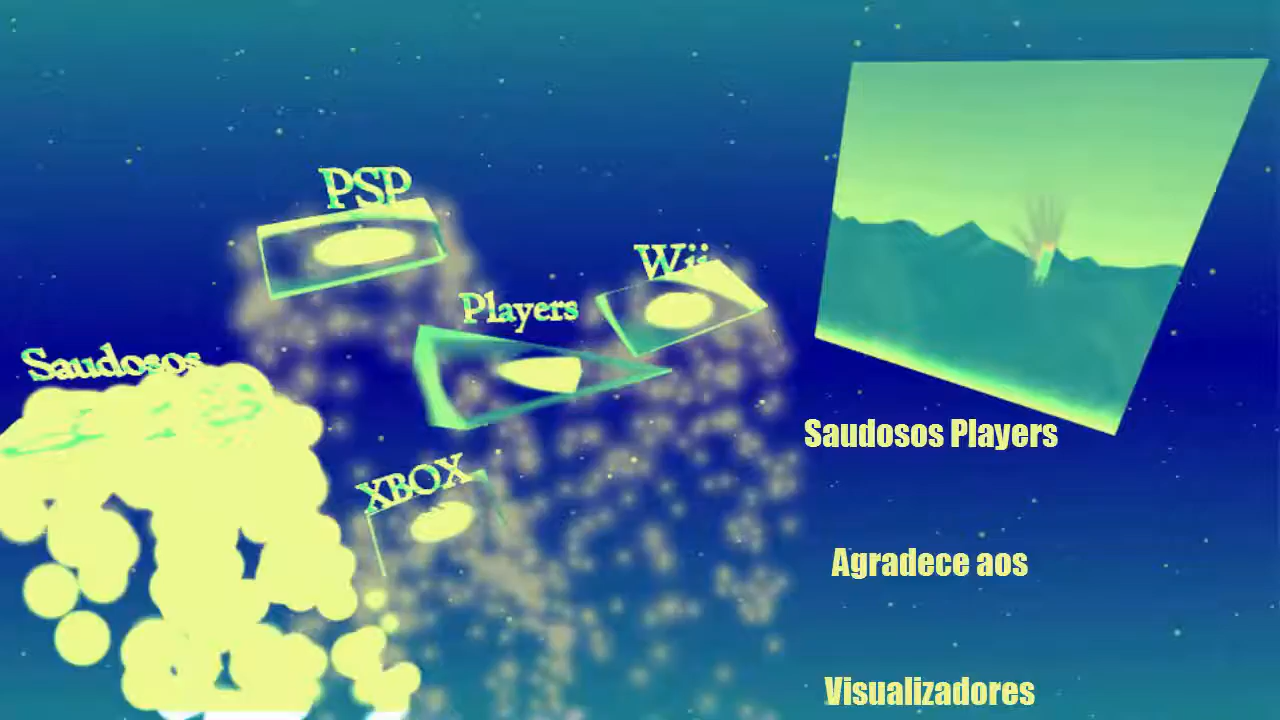 PSP
Wii
Players
Saudosos
XBOX
Saudosos Players
Agradece aos
Visualizadores